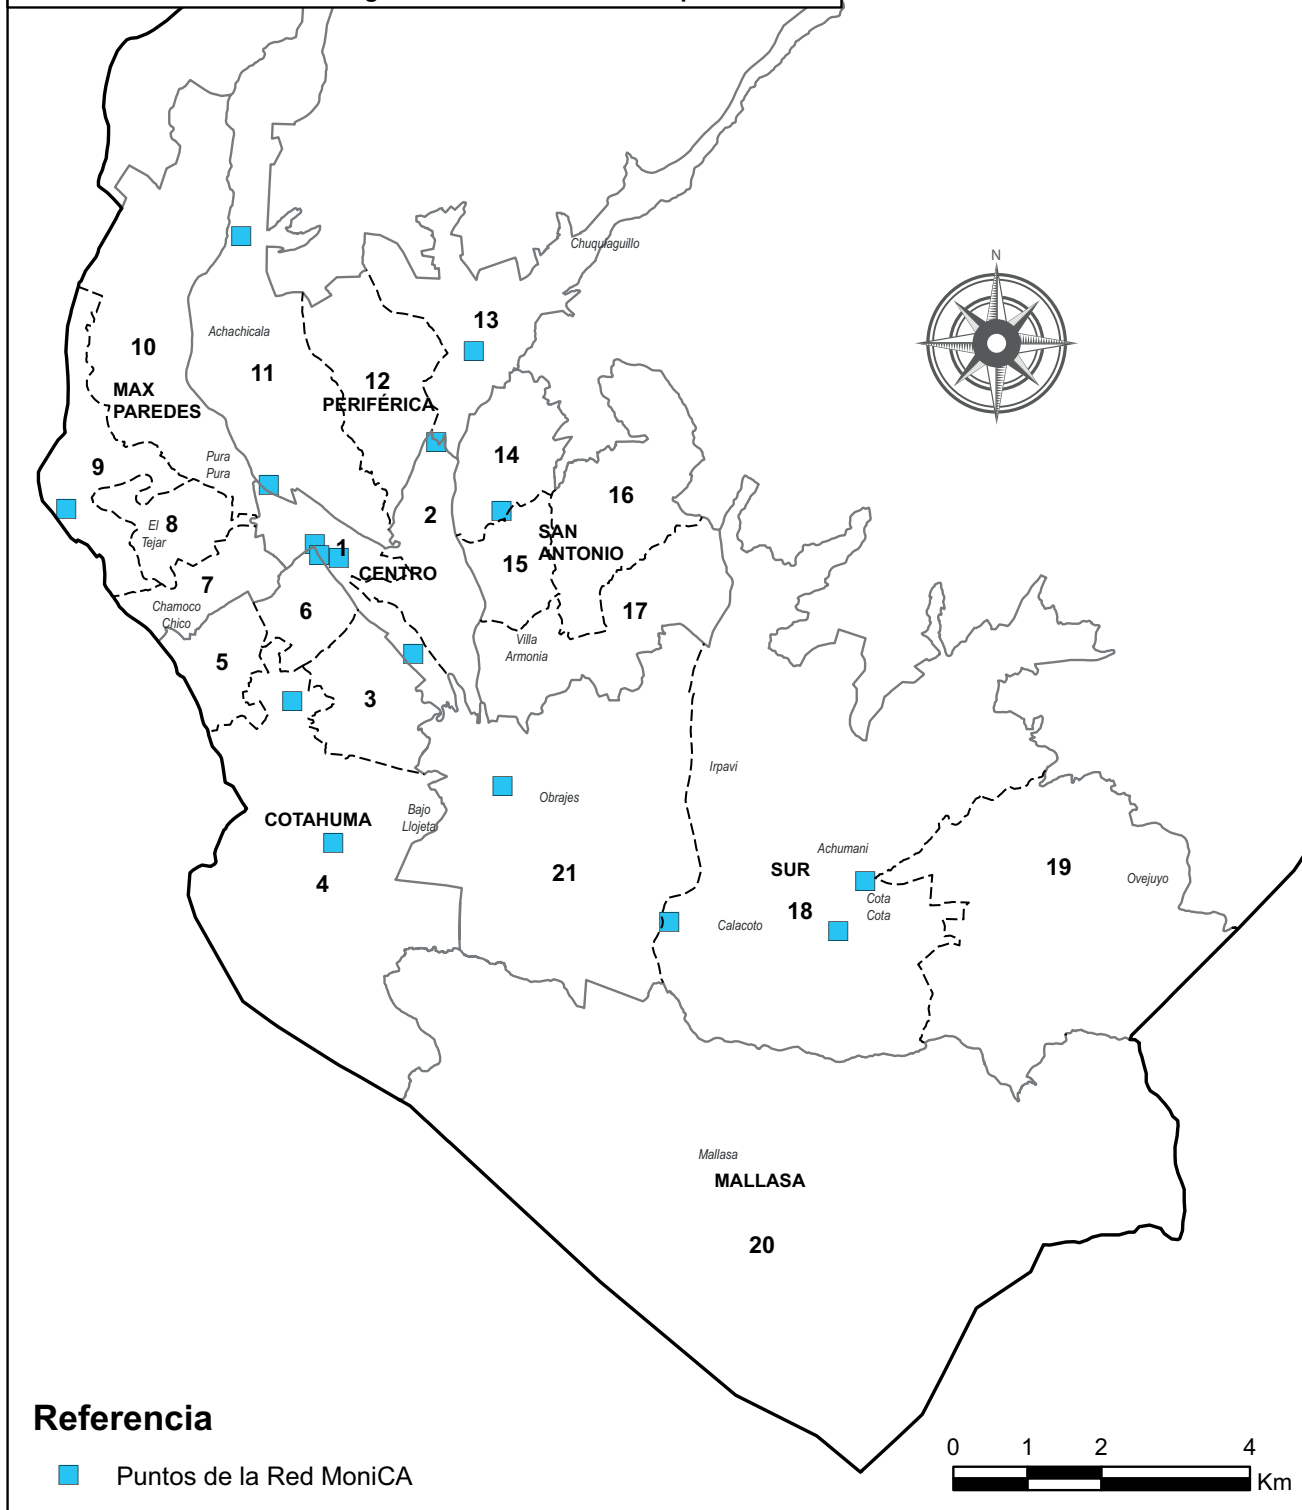 N
Chuquiaguillo
13
Achachicala
10
11
12
PERIFÉRICA
MAX
PAREDES
14
Pura
Pura
9
16
2
8
El
Tejar
SAN
ANTONIO
1
15
CENTRO
7
6
17
Chamoco
Chico
Villa
Armonia
5
3
Irpavi
Obrajes
Bajo
Llojeta
COTAHUMA
Achumani
SUR
19
21
Ovejuyo
4
Cota
Cota
18
Calacoto
Mallasa
MALLASA
20
Referencia
Puntos de la Red MoniCA
0 1 2 4
Km